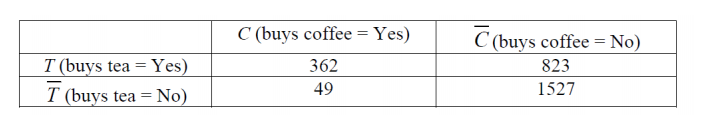 C (buys coffee = Yes) C̅ (buys coffee = No)
T (buys tea = Yes) 362 823
T̅ (buys tea = No) 49 1527